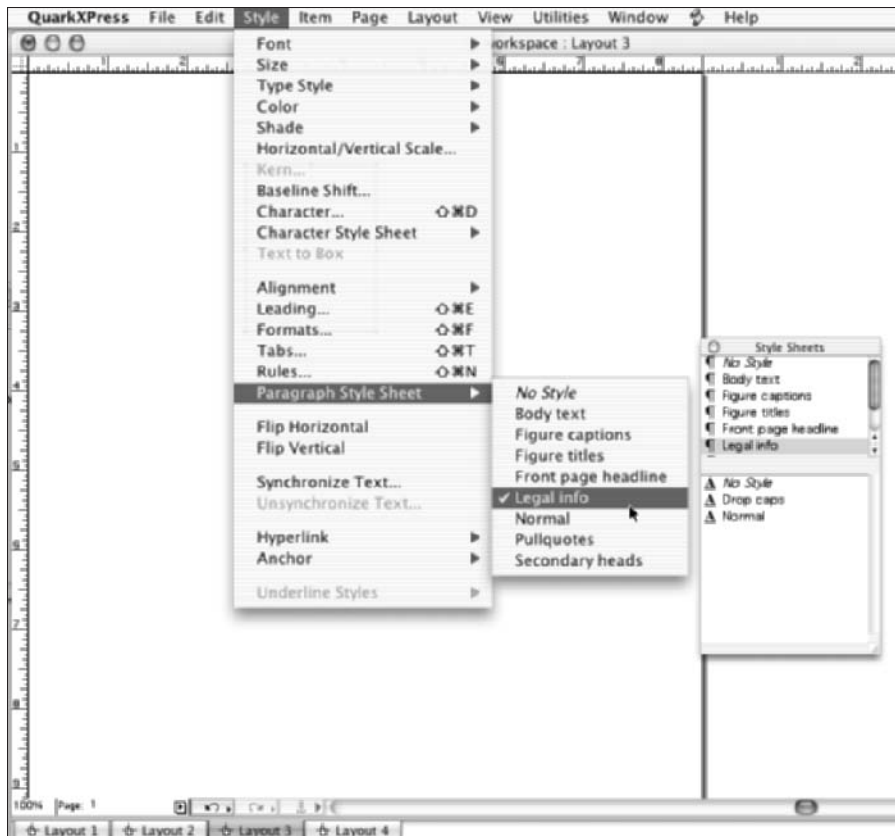 QuarkXPress File Edit Style Item Page Layout View Utilities Window Help
orkspace : Layout 3
Font
Size
Type Style
Color
Shade
Horizontal/Vertical Scale...
Kern...
Baseline Shift...
Character... ⇧⌘D
Character Style Sheet
Text to Box
Alignment
Leading... ⇧⌘E
Formats... ⇧⌘F
Tabs... ⇧⌘T
Rules... ⇧⌘N
Paragraph Style Sheet
Flip Horizontal
Flip Vertical
Synchronize Text...
Unsynchronize Text...
Hyperlink
Anchor
Underline Styles
No Style
Body text
Figure captions
Figure titles
Front page headline
✓ Legal info
Normal
Pullquotes
Secondary heads
Style Sheets
¶ No Style
¶ Body text
¶ Figure captions
¶ Figure titles
¶ Front page headline
¶ Legal info
A No Style
A Drop caps
A Normal
100% Page: 1
Layout 1 Layout 2 Layout 3 Layout 4